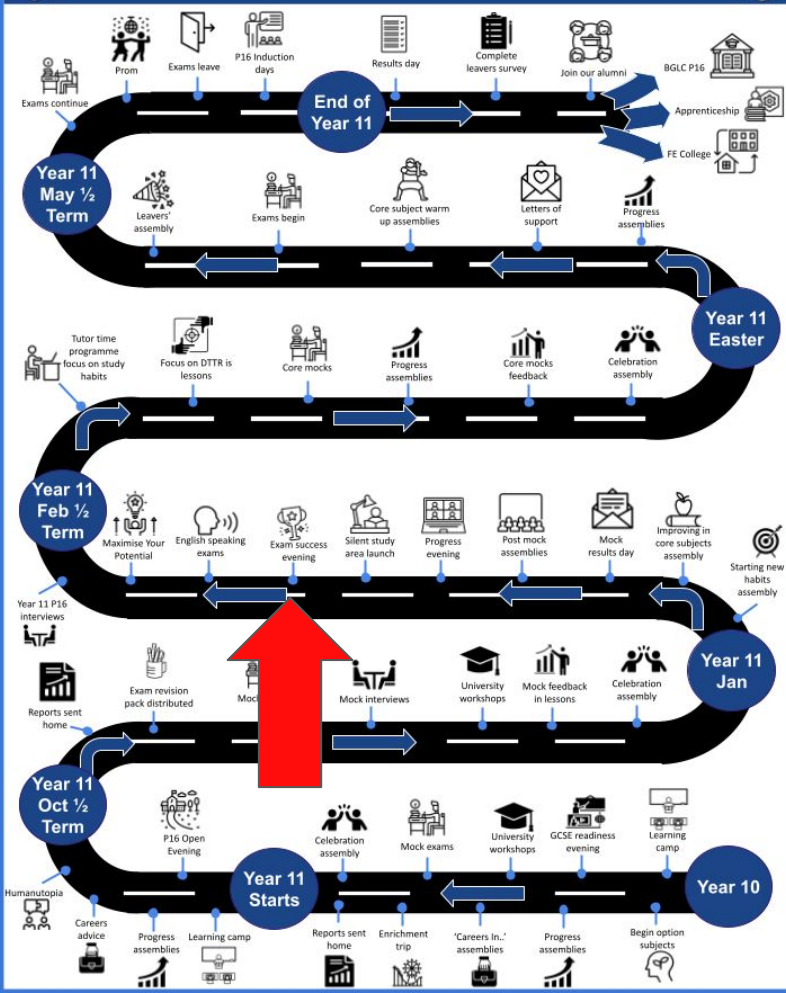 Prom
Exams leave
P16 Induction
days
Results day
Complete
leavers survey
Join our alumni
BGLC P16
Exams continue
End of
Year 11
Apprenticeship
FE College
Year 11
May ½
Term
Leavers'
assembly
Exams begin
Core subject warm
up assemblies
Letters of
support
Progress
assemblies
Year 11
Easter
Tutor time
programme
focus on study
habits
Focus on DTTR is
lessons
Core mocks
Progress
assemblies
Core mocks
feedback
Celebration
assembly
Year 11
Feb ½
Term
Maximise Your
Potential
English speaking
exams
Exam success
evening
Silent study
area launch
Progress
evening
Post mock
assemblies
Mock
results day
Improving in
core subjects
assembly
Starting new
habits
assembly
Year 11 P16
interviews
Year 11
Jan
Reports sent
home
Exam revision
pack distributed
Mock interviews
University
workshops
Mock feedback
in lessons
Celebration
assembly
Year 11
Oct ½
Term
P16 Open
Evening
Celebration
assembly
Mock exams
University
workshops
GCSE readiness
evening
Learning
camp
Humanutopia
Year 11
Starts
Year 10
Careers
advice
Progress
assemblies
Learning camp
Reports sent
home
Enrichment
trip
'Careers In..'
assemblies
Progress
assemblies
Begin option
subjects